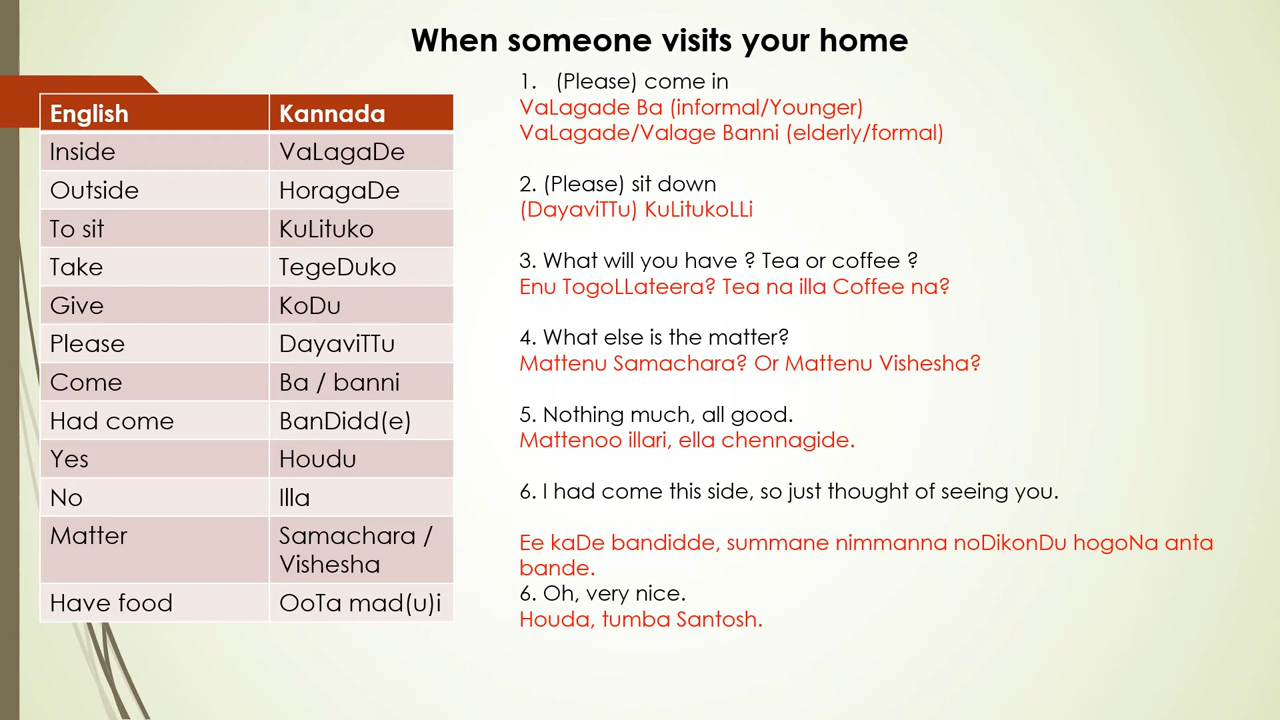 When someone visits your home
English Kannada
Inside VaLagaDe
Outside HoragaDe
To sit KuLituko
Take TegeDuko
Give KoDu
Please DayaviTTu
Come Ba / banni
Had come BanDidd(e)
Yes Houdu
No Illa
Matter Samachara /
Vishesha
Have food OoTa mad(u)i
1. (Please) come in
VaLagade Ba (informal/Younger)
VaLagade/Valage Banni (elderly/formal)
2. (Please) sit down
(DayaviTTu) KuLitukoLLi
3. What will you have ? Tea or coffee ?
Enu TogoLLateera? Tea na illa Coffee na?
4. What else is the matter?
Mattenu Samachara? Or Mattenu Vishesha?
5. Nothing much, all good.
Mattenoo illari, ella chennagide.
6. I had come this side, so just thought of seeing you.
Ee kaDe bandidde, summane nimmanna noDikonDu hogoNa anta
bande.
6. Oh, very nice.
Houda, tumba Santosh.